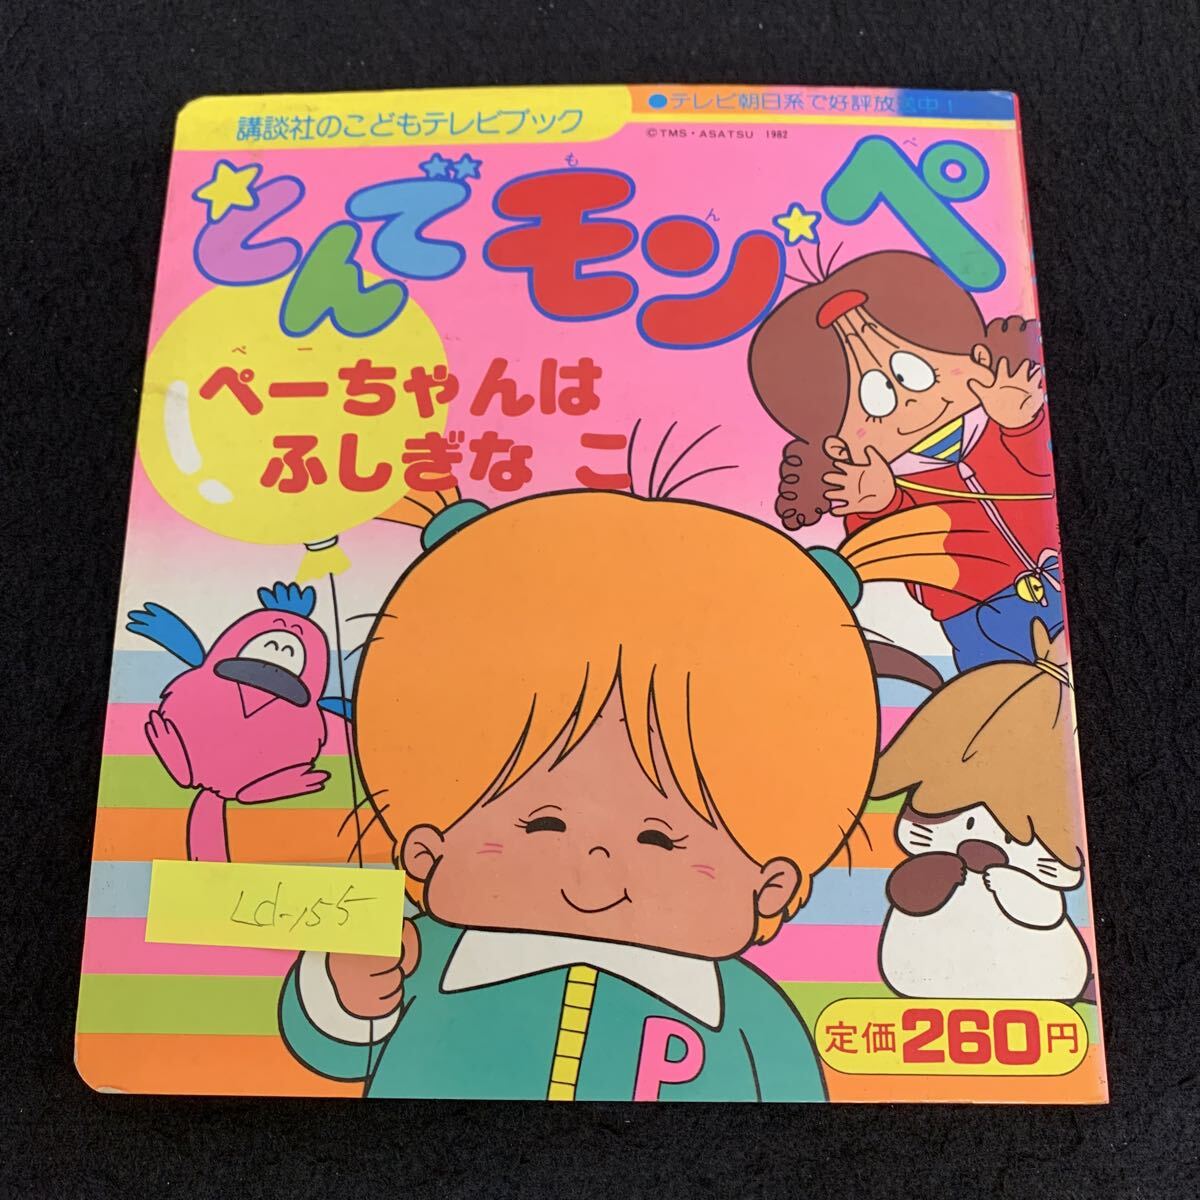 講談社のこどもテレビブック
●テレビ朝日系で好評放送中!
©TMS・ASATSU 1982
とんでモンペ
も ん ぺ
ぺーちゃんは
ぺー
ふしぎな こ
Ld-155
P
定価260円